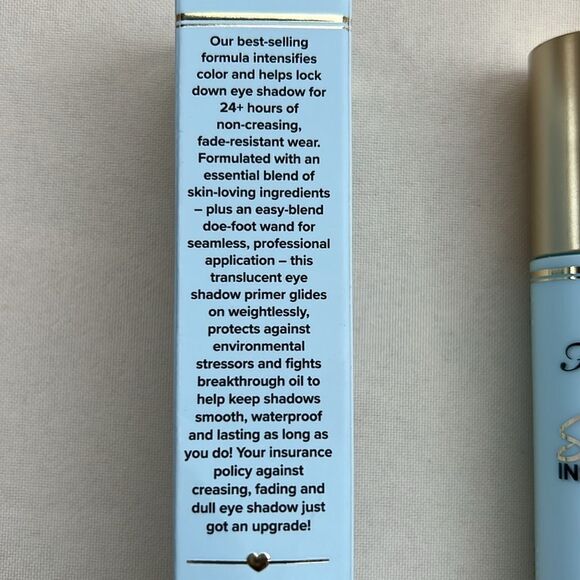 Our best-selling
formula intensifies
color and helps lock
down eye shadow for
24+ hours of
non-creasing,
fade-resistant wear.
Formulated with an
essential blend of
skin-loving ingredients
– plus an easy-blend
doe-foot wand for
seamless, professional
application – this
translucent eye
shadow primer glides
on weightlessly,
protects against
environmental
stressors and fights
breakthrough oil to
help keep shadows
smooth, waterproof
and lasting as long as
you do! Your insurance
policy against
creasing, fading and
dull eye shadow just
got an upgrade!
IN